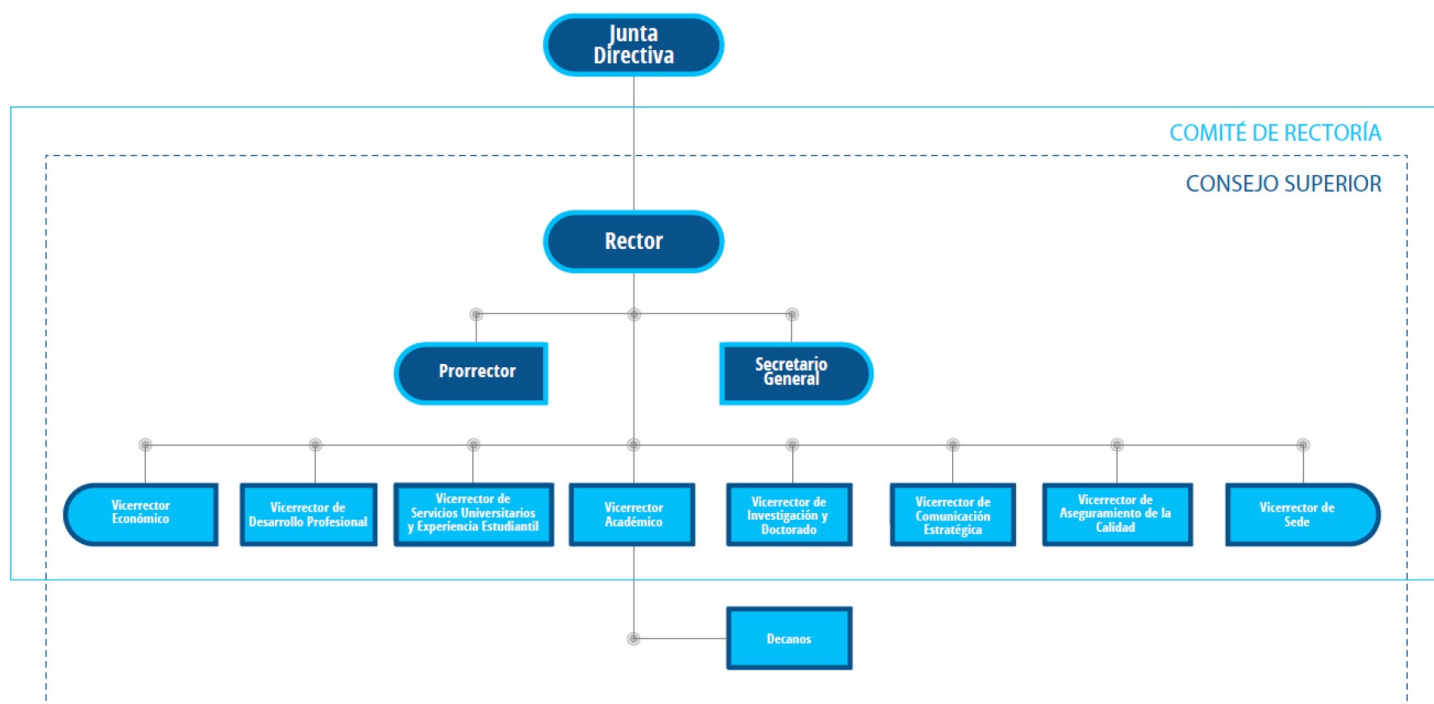 Junta
Directiva
COMITÉ DE RECTORÍA
CONSEJO SUPERIOR
Rector
Prorrector
Secretario
General
Vicerrector
Económico
Vicerrector de
Desarrollo Profesional
Vicerrector de
Servicios Universitarios
y Experiencia Estudiantil
Vicerrector
Académico
Vicerrector de
Investigación y
Doctorado
Vicerrector de
Comunicación
Estratégica
Vicerrector de
Aseguramiento de la
Calidad
Vicerrector de
Sede
Decanos